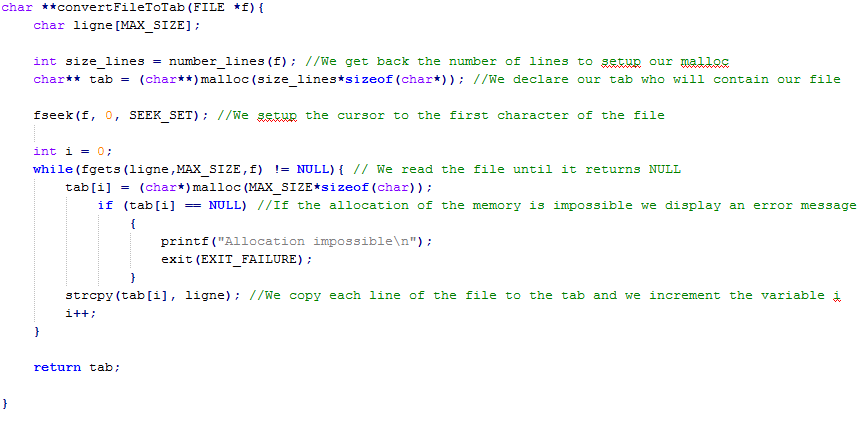 char **convertFileToTab(FILE *f){
char ligne[MAX_SIZE];
int size_lines = number_lines(f); //We get back the number of lines to setup our malloc
char** tab = (char**)malloc(size_lines*sizeof(char*)); //We declare our tab who will contain our file
fseek(f, 0, SEEK_SET); //We setup the cursor to the first character of the file
int i = 0;
while(fgets(ligne,MAX_SIZE,f) != NULL){ // We read the file until it returns NULL
tab[i] = (char*)malloc(MAX_SIZE*sizeof(char));
if (tab[i] == NULL) //If the allocation of the memory is impossible we display an error message
{
printf("Allocation impossible\n");
exit(EXIT_FAILURE);
}
strcpy(tab[i], ligne); //We copy each line of the file to the tab and we increment the variable i
i++;
}
return tab;
}